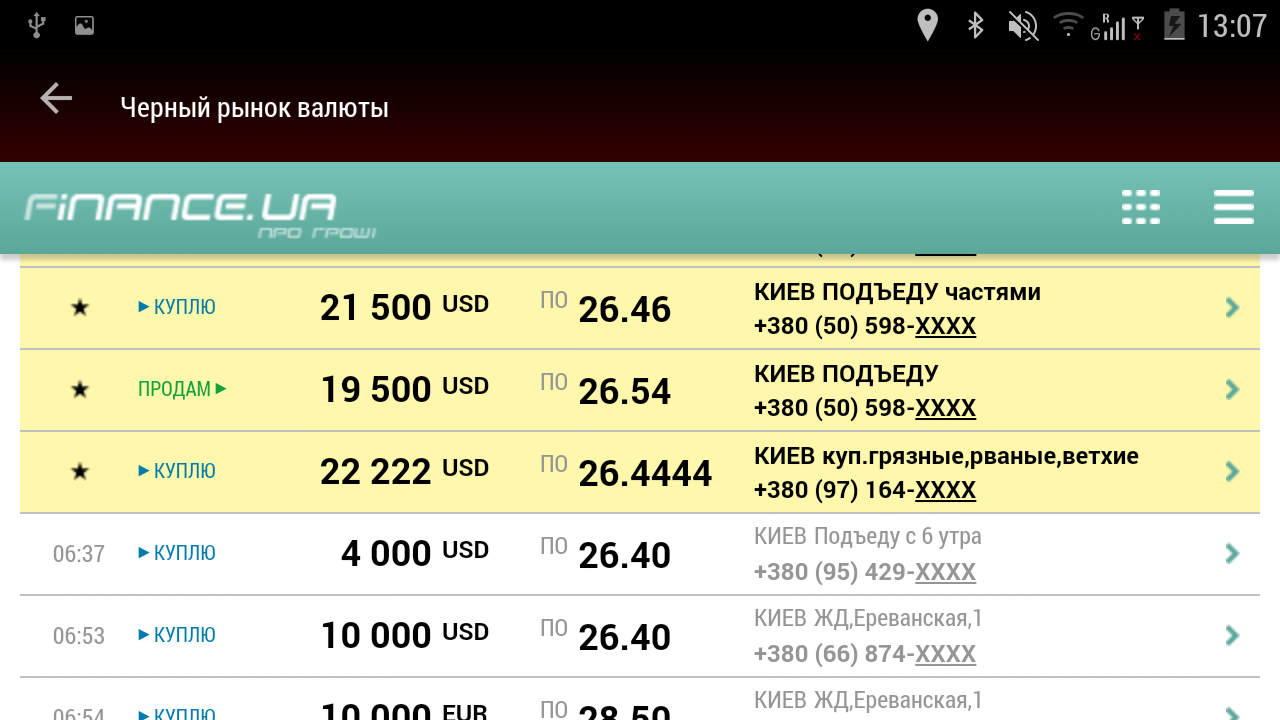 13:07
Черный рынок валюты
FiNANCE.UA
ПРО ГРОШІ
КУПЛЮ 21 500 USD ПО 26.46 КИЕВ ПОДЪЕДУ частями
+380 (50) 598-XXXX
ПРОДАМ 19 500 USD ПО 26.54 КИЕВ ПОДЪЕДУ
+380 (50) 598-XXXX
КУПЛЮ 22 222 USD ПО 26.4444 КИЕВ куп.грязные,рваные,ветхие
+380 (97) 164-XXXX
06:37 КУПЛЮ 4 000 USD ПО 26.40 КИЕВ Подъеду с 6 утра
+380 (95) 429-XXXX
06:53 КУПЛЮ 10 000 USD ПО 26.40 КИЕВ ЖД,Ереванская,1
+380 (66) 874-XXXX
06:54 КУПЛЮ 10 000 EUR ПО 28.50 КИЕВ ЖД,Ереванская,1